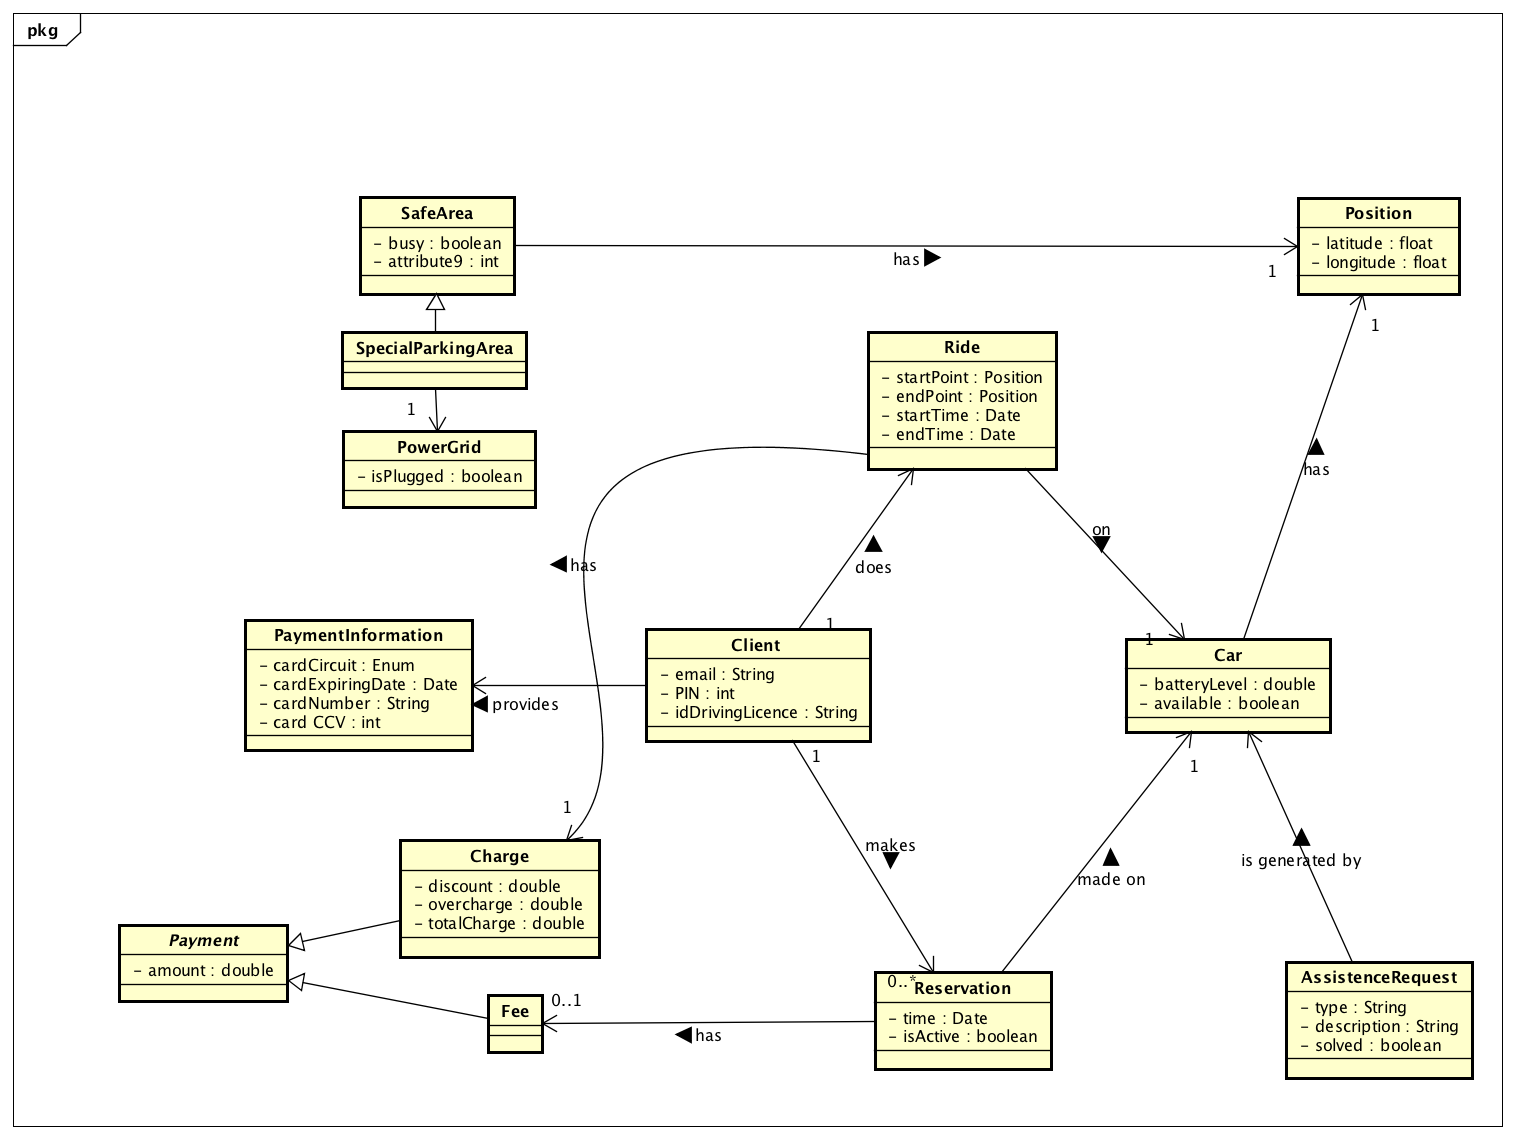 pkg
SafeArea
- busy : boolean
- attribute9 : int
has
1
Position
- latitude : float
- longitude : float
1
SpecialParkingArea
1
PowerGrid
- isPlugged : boolean
Ride
- startPoint : Position
- endPoint : Position
- startTime : Date
- endTime : Date
has
on
has
does
PaymentInformation
- cardCircuit : Enum
- cardExpiringDate : Date
- cardNumber : String
- card CCV : int
provides
1
Client
- email : String
- PIN : int
- idDrivingLicence : String
1
1
Car
- batteryLevel : double
- available : boolean
1
1
Charge
- discount : double
- overcharge : double
- totalCharge : double
makes
made on
is generated by
Payment
- amount : double
Fee
0..1
has
0..*
Reservation
- time : Date
- isActive : boolean
AssistenceRequest
- type : String
- description : String
- solved : boolean